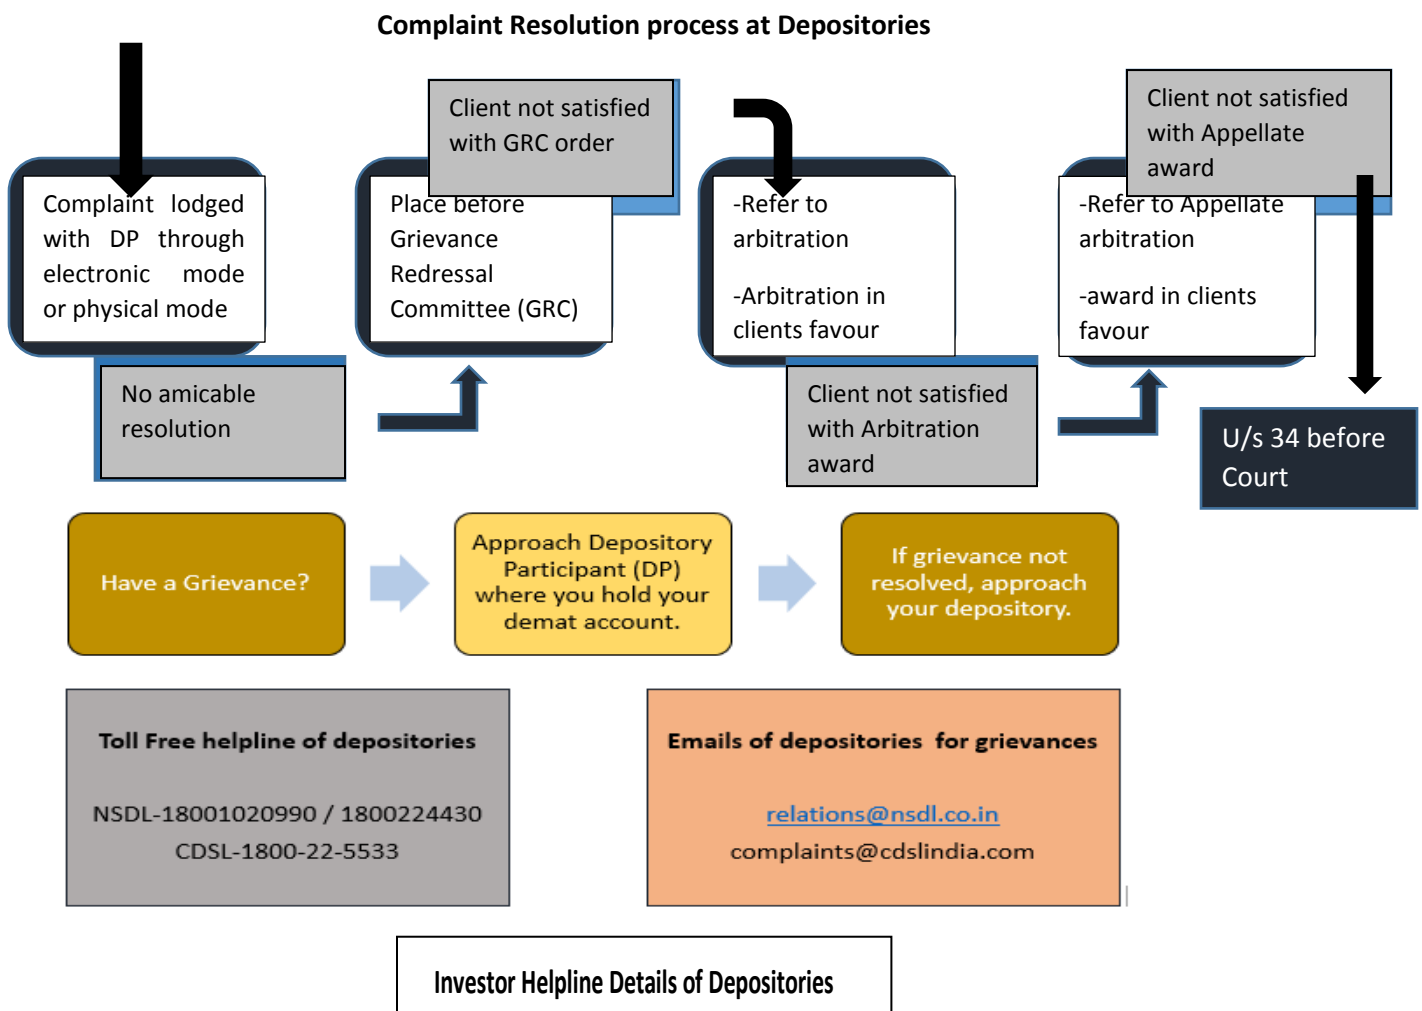 Complaint Resolution process at Depositories
Complaint lodged
with DP through
electronic mode
or physical mode
No amicable
resolution
Client not satisfied
with GRC order
Place before
Grievance
Redressal
Committee (GRC)
-Refer to
arbitration
-Arbitration in
clients favour
Client not satisfied
with Arbitration
award
Client not satisfied
with Appellate
award
-Refer to Appellate
arbitration
-award in clients
favour
U/s 34 before
Court
Have a Grievance?
Approach Depository
Participant (DP)
where you hold your
demat account.
If grievance not
resolved, approach
your depository.
Toll Free helpline of depositories
NSDL-18001020990 / 1800224430
CDSL-1800-22-5533
Emails of depositories for grievances
relations@nsdl.co.in
complaints@cdslindia.com
Investor Helpline Details of Depositories